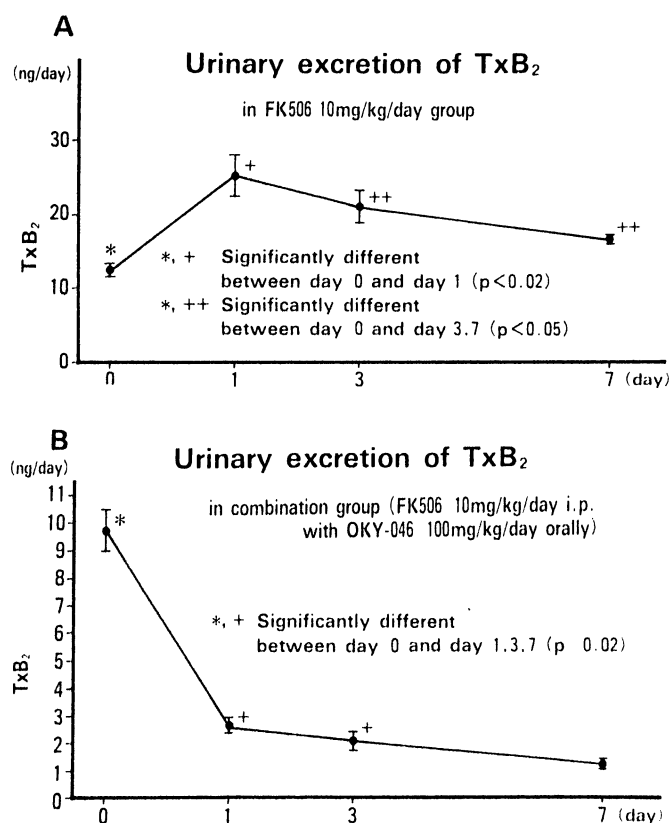 A
Urinary excretion of TxB₂
(ng/day)
in FK506 10mg/kg/day group
30
20
10
0
TxB₂
*
+
++
++
*, + Significantly different
between day 0 and day 1 (p<0.02)
*, ++ Significantly different
between day 0 and day 3.7 (p<0.05)
0 1 3 7 (day)
B
Urinary excretion of TxB₂
(ng/day)
in combination group (FK506 10mg/kg/day i.p.
with OKY-046 100mg/kg/day orally)
11
10
9
8
7
6
5
4
3
2
1
0
TxB₂
*
+
+
*, + Significantly different
between day 0 and day 1.3.7 (p 0.02)
0 1 3 7 (day)